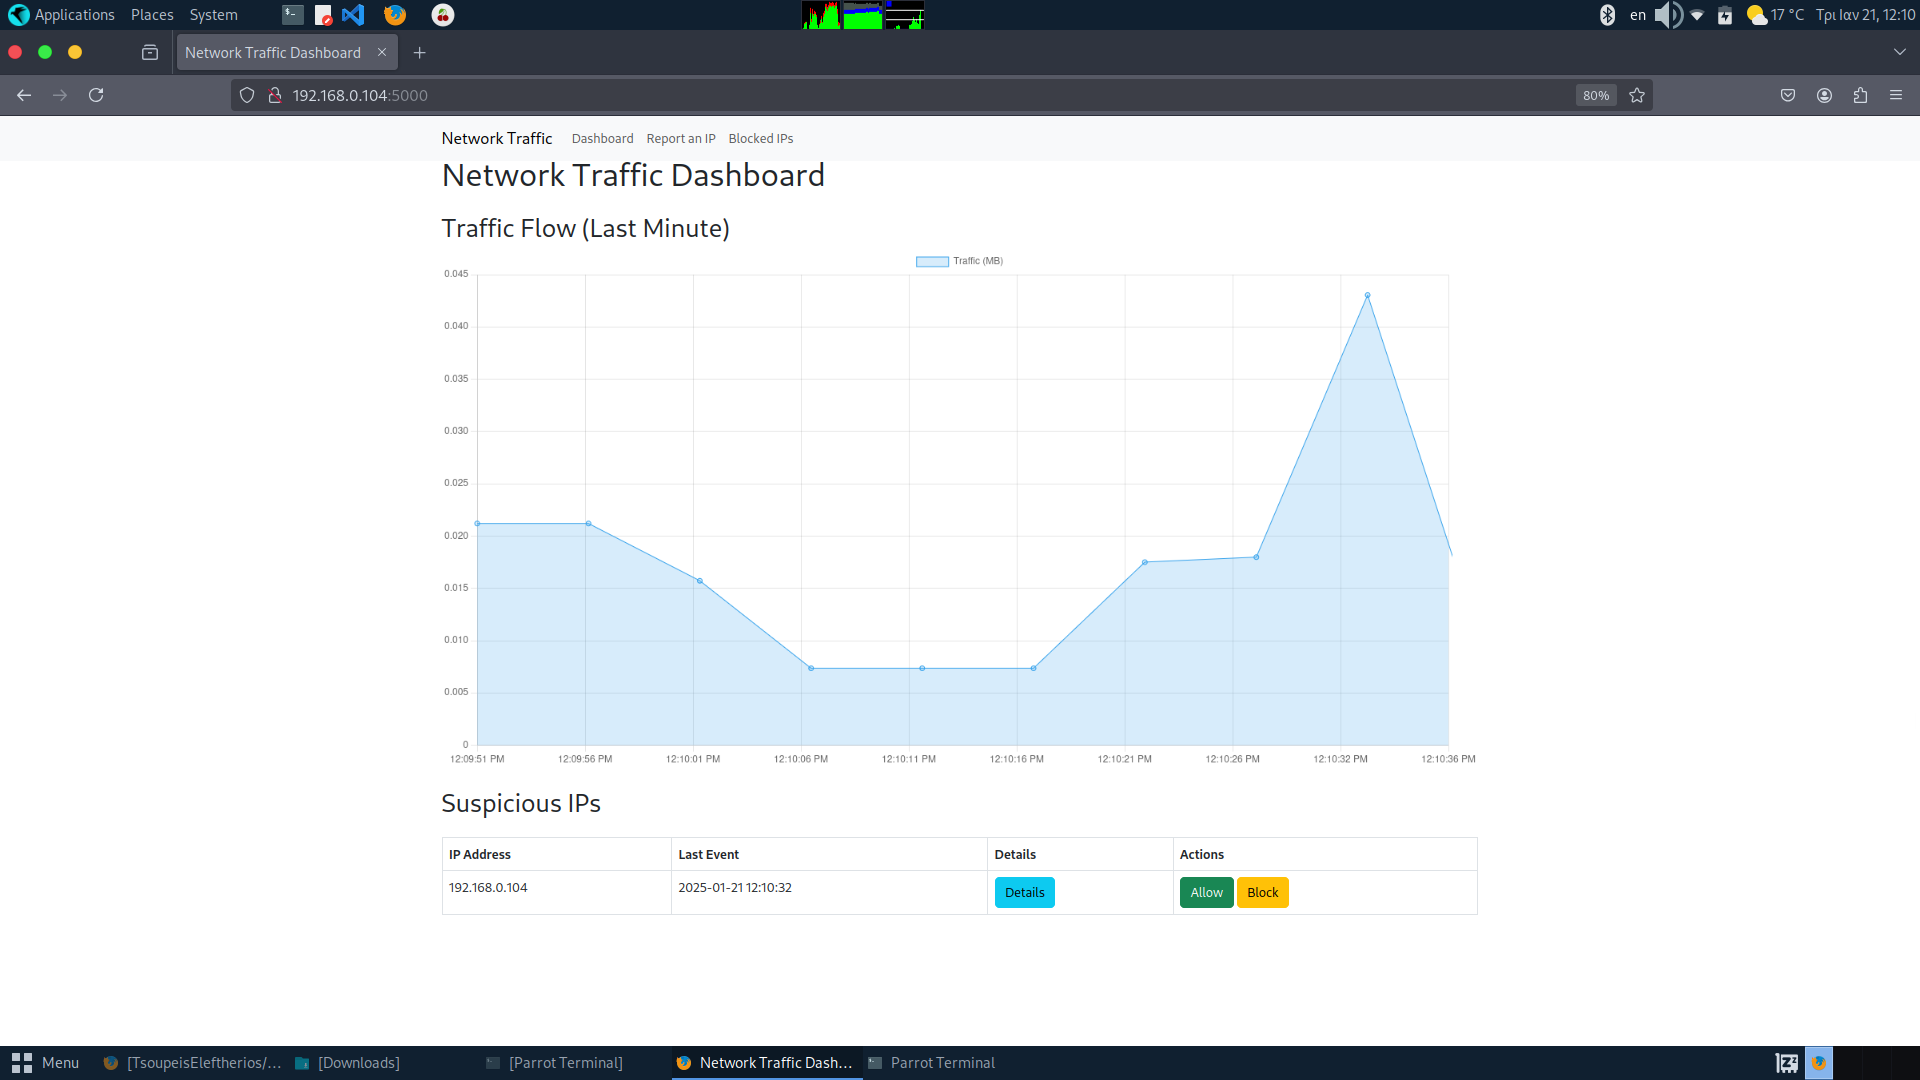 Applications Places System en 17 °C Τρι Ιαν 21, 12:10
Network Traffic Dashboard
192.168.0.104:5000 80%
Network Traffic Dashboard Report an IP Blocked IPs
Network Traffic Dashboard
Traffic Flow (Last Minute)
Traffic (MB)
0.045
0.040
0.035
0.030
0.025
0.020
0.015
0.010
0.005
0
12:09:51 PM 12:09:56 PM 12:10:01 PM 12:10:06 PM 12:10:11 PM 12:10:16 PM 12:10:21 PM 12:10:26 PM 12:10:32 PM 12:10:36 PM
Suspicious IPs
IP Address Last Event Details Actions
192.168.0.104 2025-01-21 12:10:32 Details Allow Block
Menu [TsoupeisEleftherios/... [Downloads] [Parrot Terminal] Network Traffic Dash... Parrot Terminal